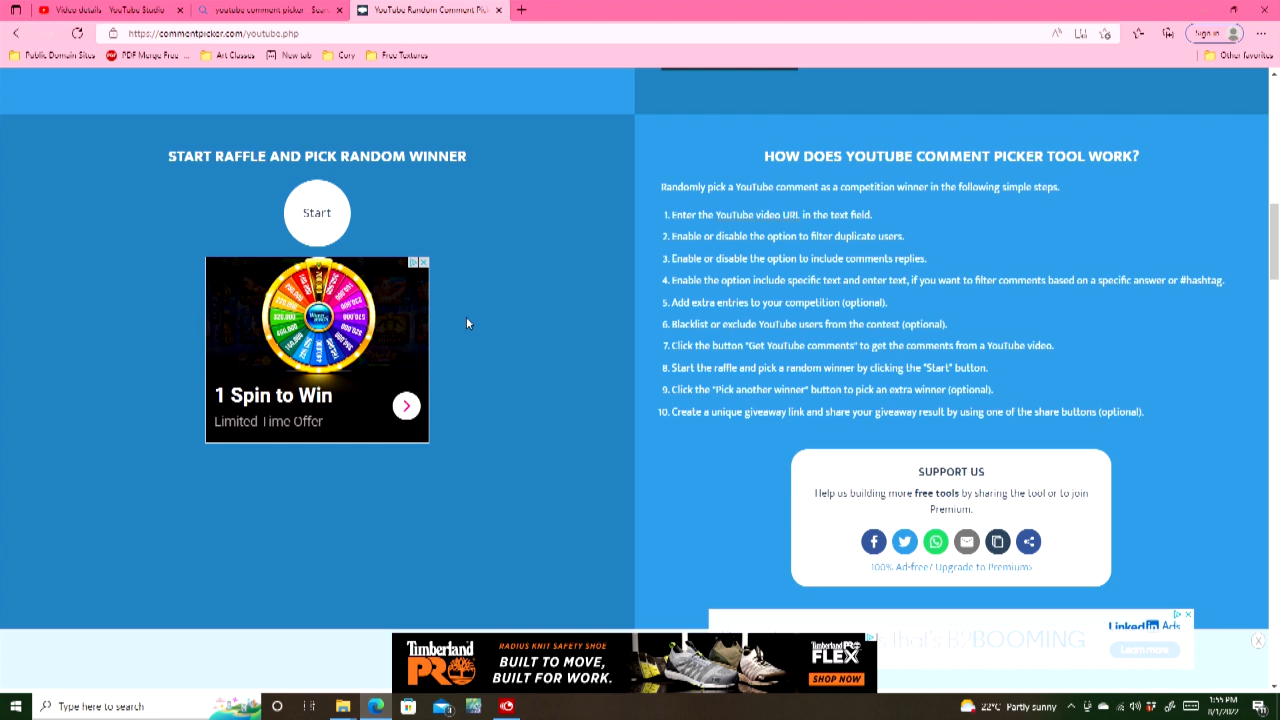 Video details - YouTube Studio
youtube comment picker - Sear
YouTube Random Comment Pick
https://commentpicker.com/youtube.php
Sign in
Public Domain Sites
PDF Merge Free ...
Art Classes
New tab
Cory
Free Textures
Other favorites
START RAFFLE AND PICK RANDOM WINNER
Start
1 Spin to Win
Limited Time Offer
HOW DOES YOUTUBE COMMENT PICKER TOOL WORK?
Randomly pick a YouTube comment as a competition winner in the following simple steps.
1. Enter the YouTube video URL in the text field.
2. Enable or disable the option to filter duplicate users.
3. Enable or disable the option to include comments replies.
4. Enable the option include specific text and enter text, if you want to filter comments based on a specific answer or #hashtag.
5. Add extra entries to your competition (optional).
6. Blacklist or exclude YouTube users from the contest (optional).
7. Click the button "Get YouTube comments" to get the comments from a YouTube video.
8. Start the raffle and pick a random winner by clicking the "Start" button.
9. Click the "Pick another winner" button to pick an extra winner (optional).
10. Create a unique giveaway link and share your giveaway result by using one of the share buttons (optional).
SUPPORT US
Help us building more free tools by sharing the tool or to join
Premium.
100% Ad-free? Upgrade to Premium>
that's B2BOOMING
LinkedIn Ads
Learn more
Timberland
PRO
RADIUS KNIT SAFETY SHOE
BUILT TO MOVE,
BUILT FOR WORK.
Timberland PRO
FLEX
SHOP NOW
Type here to search
22°C Partly sunny
1:55 PM
8/1/2022